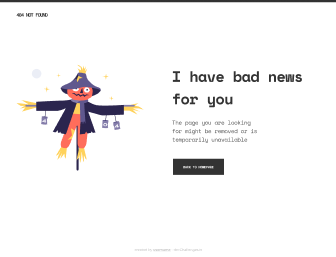 404 NOT FOUND
I have bad news
for you
The page you are looking
for might be removed or is
temporarily unavailable
BACK TO HOMEPAGE